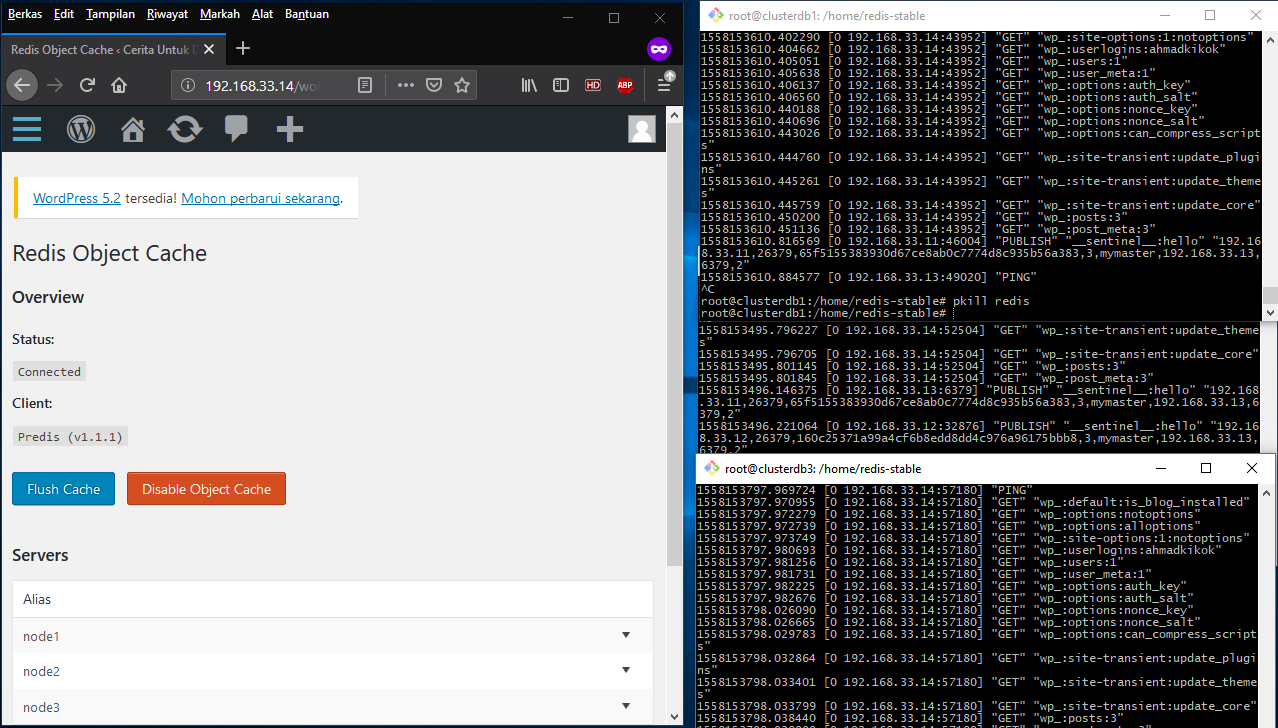 Berkas Edit Tampilan Riwayat Markah Alat Bantuan
Redis Object Cache ‹ Cerita Untuk
192.168.33.14/wo
HD
ABP
WordPress 5.2 tersedia! Mohon perbarui sekarang.
Redis Object Cache
Overview
Status:
Connected
Client:
Predis (v1.1.1)
Flush Cache
Disable Object Cache
Servers
Alias
node1
node2
node3
root@clusterdb1: /home/redis-stable
1558153610.402290 [0 192.168.33.14:43952] "GET" "wp_:site-options:1:notoptions"
1558153610.404662 [0 192.168.33.14:43952] "GET" "wp_:userlogins:ahmadkikok"
1558153610.405051 [0 192.168.33.14:43952] "GET" "wp_:users:1"
1558153610.405638 [0 192.168.33.14:43952] "GET" "wp_:user_meta:1"
1558153610.406137 [0 192.168.33.14:43952] "GET" "wp_:options:auth_key"
1558153610.406560 [0 192.168.33.14:43952] "GET" "wp_:options:auth_salt"
1558153610.440188 [0 192.168.33.14:43952] "GET" "wp_:options:nonce_key"
1558153610.440696 [0 192.168.33.14:43952] "GET" "wp_:options:nonce_salt"
1558153610.443026 [0 192.168.33.14:43952] "GET" "wp_:options:can_compress_script
s"
1558153610.444760 [0 192.168.33.14:43952] "GET" "wp_:site-transient:update_plugi
ns"
1558153610.445261 [0 192.168.33.14:43952] "GET" "wp_:site-transient:update_theme
s"
1558153610.445759 [0 192.168.33.14:43952] "GET" "wp_:site-transient:update_core"
1558153610.450200 [0 192.168.33.14:43952] "GET" "wp_:posts:3"
1558153610.451136 [0 192.168.33.14:43952] "GET" "wp_:post_meta:3"
1558153610.816569 [0 192.168.33.11:46004] "PUBLISH" "__sentinel__:hello" "192.16
8.33.11,26379,65f5155383930d67ce8ab0c7774d8c935b56a383,3,mymaster,192.168.33.13,
6379,2"
1558153610.884577 [0 192.168.33.13:49020] "PING"
^C
root@clusterdb1:/home/redis-stable# pkill redis
root@clusterdb1:/home/redis-stable#
1558153495.796227 [0 192.168.33.14:52504] "GET" "wp_:site-transient:update_theme
s"
1558153495.796705 [0 192.168.33.14:52504] "GET" "wp_:site-transient:update_core"
1558153495.801145 [0 192.168.33.14:52504] "GET" "wp_:posts:3"
1558153495.801845 [0 192.168.33.14:52504] "GET" "wp_:post_meta:3"
1558153496.146375 [0 192.168.33.13:6379] "PUBLISH" "__sentinel__:hello" "192.168
.33.11,26379,65f5155383930d67ce8ab0c7774d8c935b56a383,3,mymaster,192.168.33.13,6
379,2"
1558153496.221064 [0 192.168.33.12:32876] "PUBLISH" "__sentinel__:hello" "192.16
8.33.12,26379,160c25371a99a4cf6b8edd8dd4c976a96175bbb8,3,mymaster,192.168.33.13,
6379,2"
root@clusterdb3: /home/redis-stable
1558153797.969724 [0 192.168.33.14:57180] "PING"
1558153797.970955 [0 192.168.33.14:57180] "GET" "wp_:default:is_blog_installed"
1558153797.972279 [0 192.168.33.14:57180] "GET" "wp_:options:notoptions"
1558153797.972739 [0 192.168.33.14:57180] "GET" "wp_:options:alloptions"
1558153797.973749 [0 192.168.33.14:57180] "GET" "wp_:site-options:1:notoptions"
1558153797.980693 [0 192.168.33.14:57180] "GET" "wp_:userlogins:ahmadkikok"
1558153797.981256 [0 192.168.33.14:57180] "GET" "wp_:users:1"
1558153797.981731 [0 192.168.33.14:57180] "GET" "wp_:user_meta:1"
1558153797.982225 [0 192.168.33.14:57180] "GET" "wp_:options:auth_key"
1558153797.982676 [0 192.168.33.14:57180] "GET" "wp_:options:auth_salt"
1558153798.026090 [0 192.168.33.14:57180] "GET" "wp_:options:nonce_key"
1558153798.026665 [0 192.168.33.14:57180] "GET" "wp_:options:nonce_salt"
1558153798.029783 [0 192.168.33.14:57180] "GET" "wp_:options:can_compress_script
s"
1558153798.032864 [0 192.168.33.14:57180] "GET" "wp_:site-transient:update_plugi
ns"
1558153798.033401 [0 192.168.33.14:57180] "GET" "wp_:site-transient:update_theme
s"
1558153798.033799 [0 192.168.33.14:57180] "GET" "wp_:site-transient:update_core"
1558153798.038440 [0 192.168.33.14:57180] "GET" "wp_:posts:3"